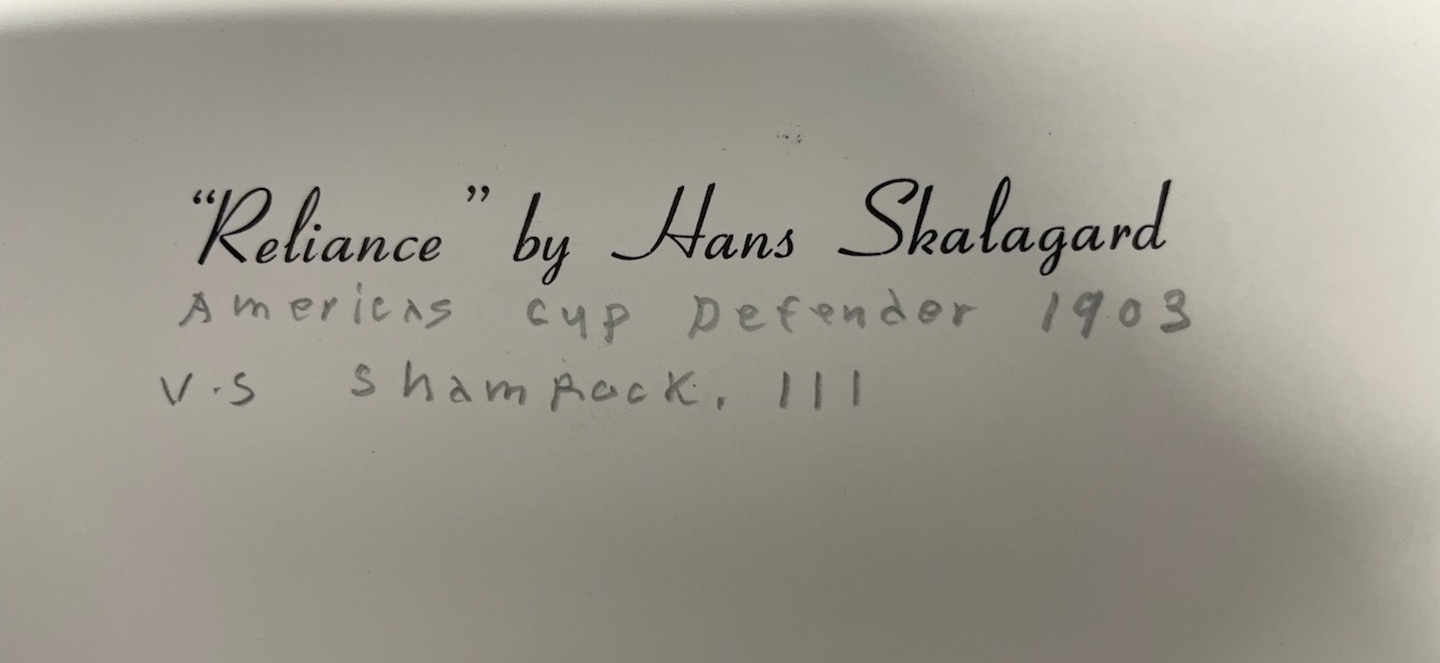 “Reliance” by Hans Skalagard
Americas Cup Defender 1903
V.S Shamrock, III